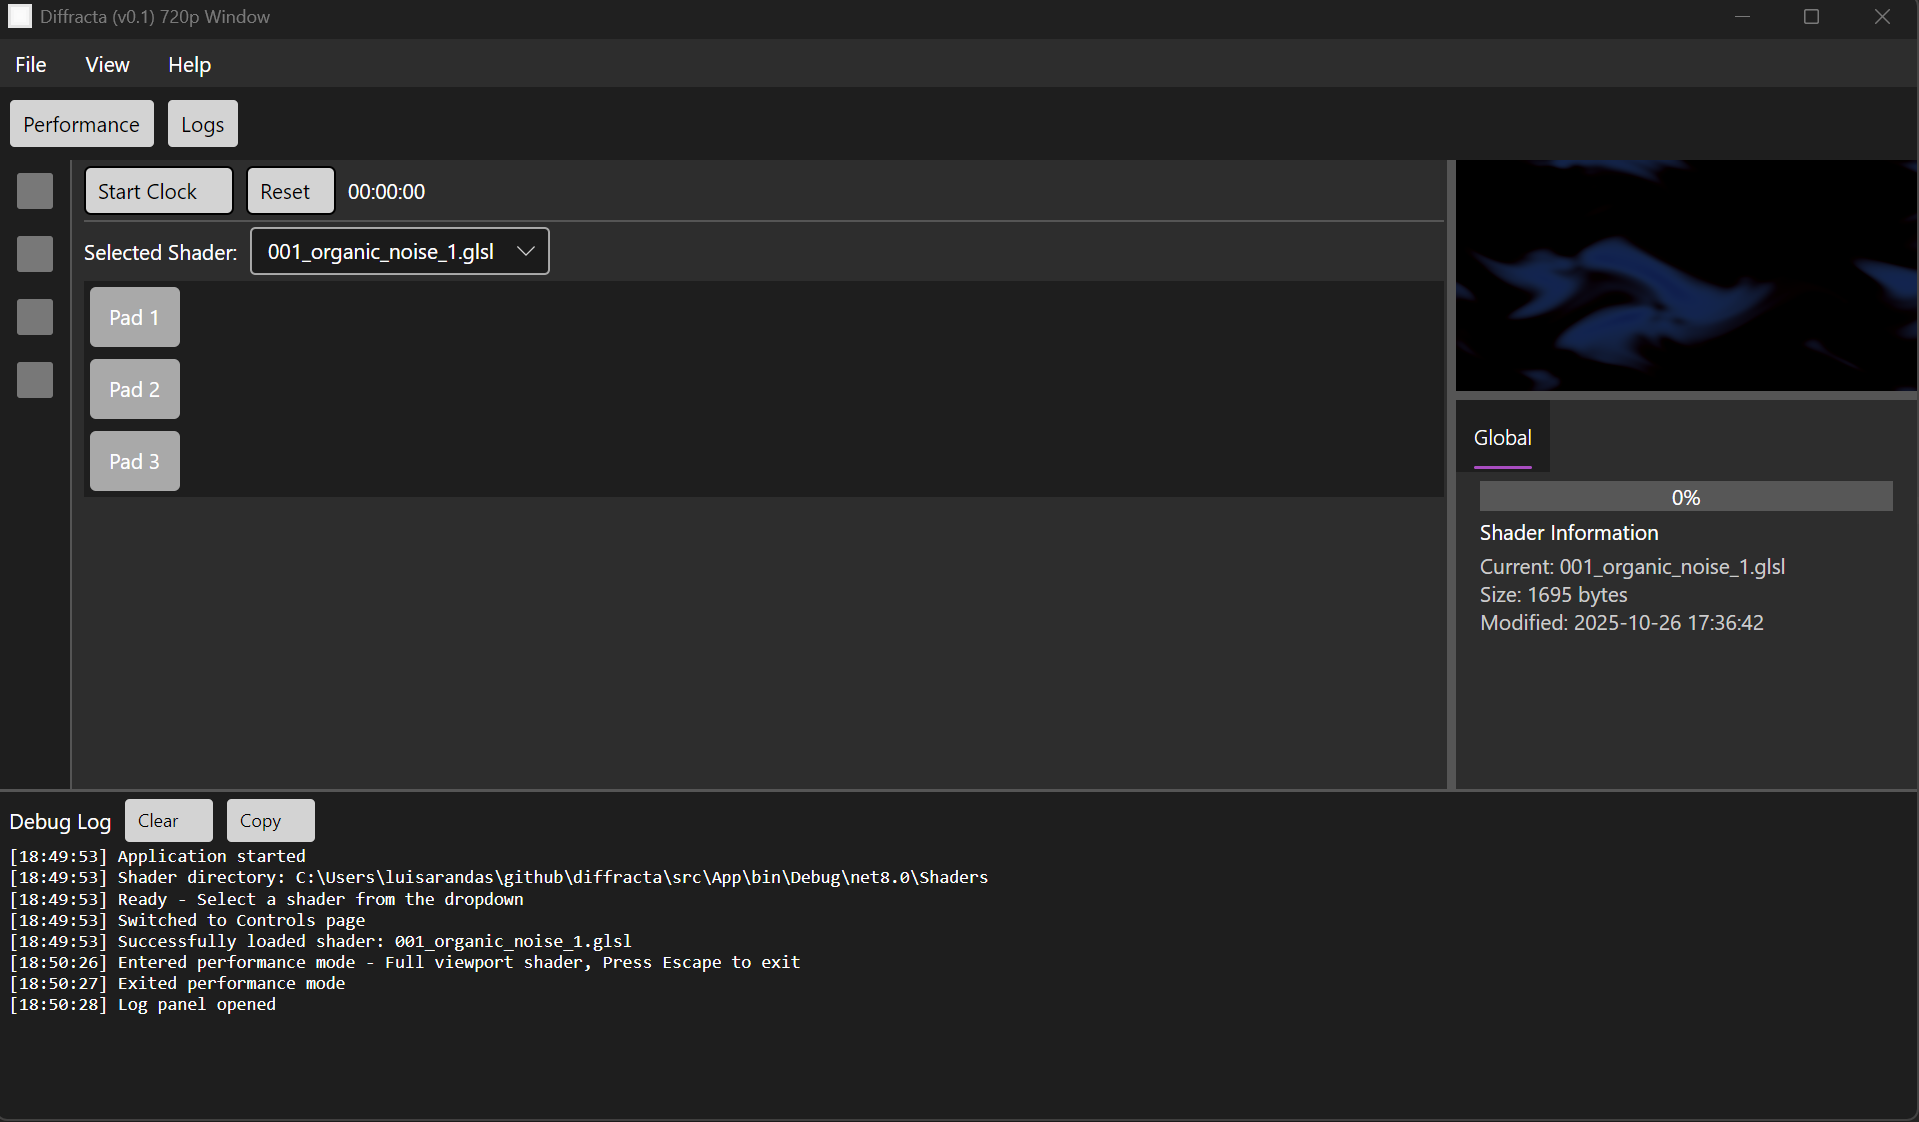 Diffracta (v0.1) 720p Window
File View Help
Performance Logs
Start Clock Reset 00:00:00
Selected Shader: 001_organic_noise_1.glsl
Pad 1
Pad 2
Pad 3
Global
0%
Shader Information
Current: 001_organic_noise_1.glsl
Size: 1695 bytes
Modified: 2025-10-26 17:36:42
Debug Log Clear Copy
[18:49:53] Application started
[18:49:53] Shader directory: C:\Users\luisarandas\github\diffracta\src\App\bin\Debug\net8.0\Shaders
[18:49:53] Ready - Select a shader from the dropdown
[18:49:53] Switched to Controls page
[18:49:53] Successfully loaded shader: 001_organic_noise_1.glsl
[18:50:26] Entered performance mode - Full viewport shader, Press Escape to exit
[18:50:27] Exited performance mode
[18:50:28] Log panel opened